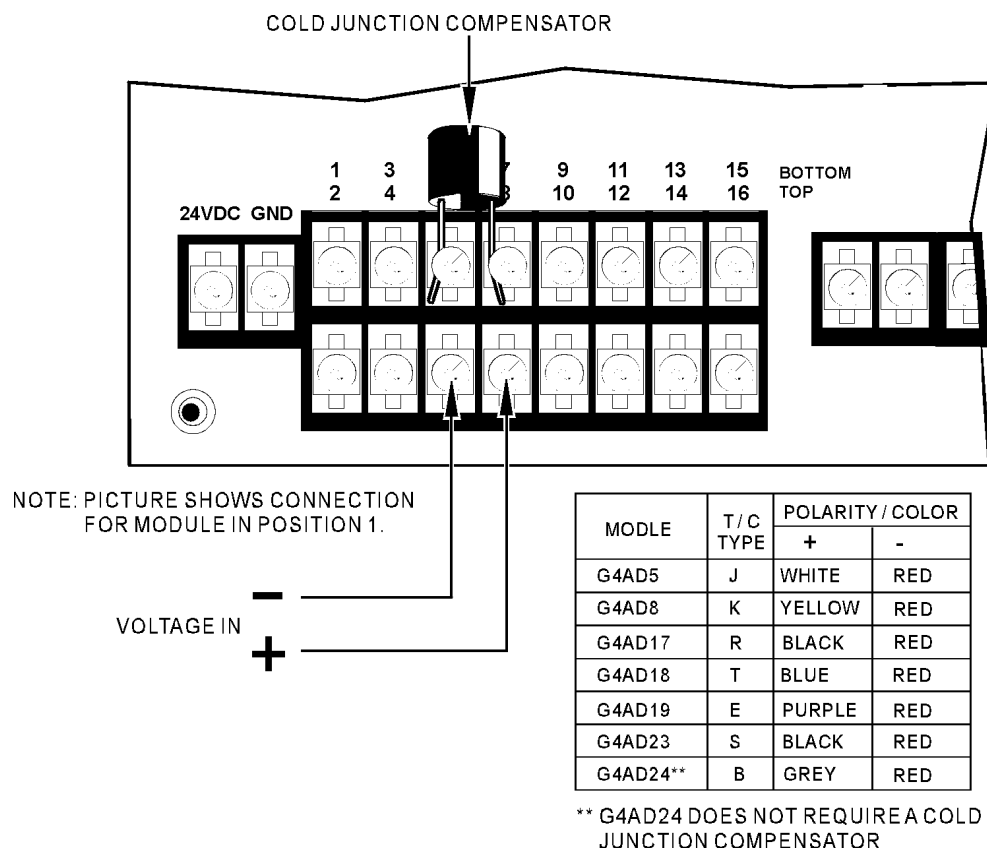 COLD JUNCTION COMPENSATOR
1 3 9 11 13 15 BOTTOM
2 4 8 10 12 14 16 TOP
24VDC GND
NOTE: PICTURE SHOWS CONNECTION
FOR MODULE IN POSITION 1.
-
VOLTAGE IN
+
MODLE T/C TYPE POLARITY/COLOR
+ -
G4AD5 J WHITE RED
G4AD8 K YELLOW RED
G4AD17 R BLACK RED
G4AD18 T BLUE RED
G4AD19 E PURPLE RED
G4AD23 S BLACK RED
G4AD24** B GREY RED
** G4AD24 DOES NOT REQUIRE A COLD
JUNCTION COMPENSATOR